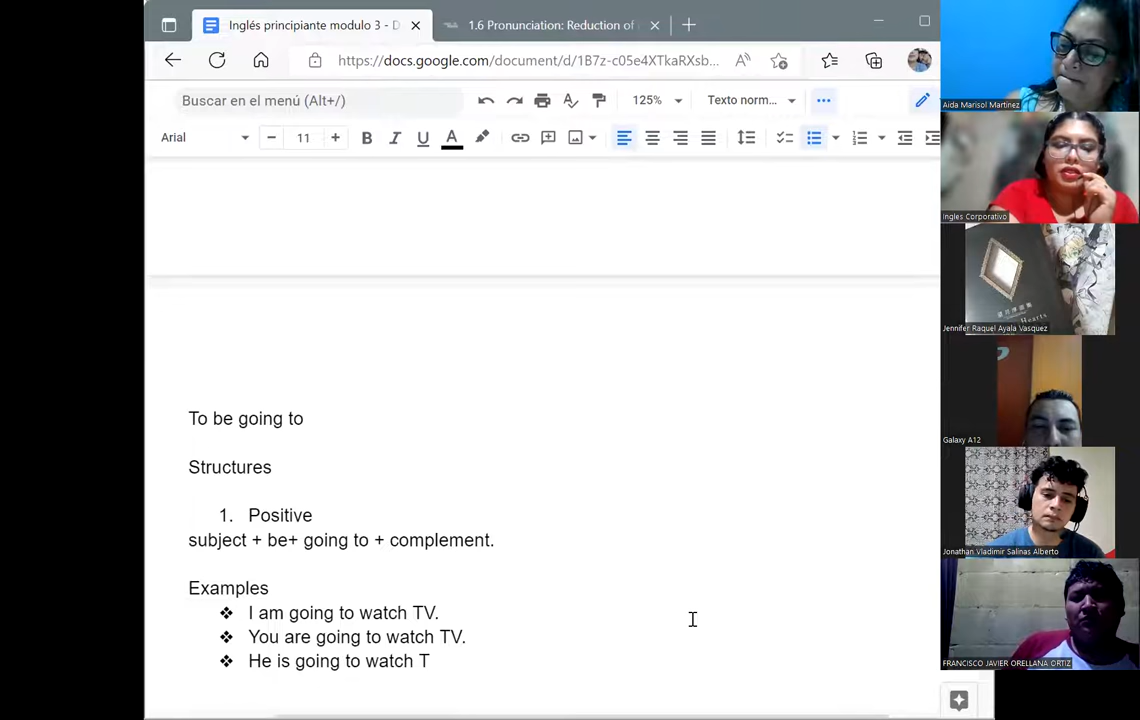 Inglés principiante modulo 3 - D
1.6 Pronunciation: Reduction of
https://docs.google.com/document/d/1B7z-c05e4XTkaRXsb...
Buscar en el menú (Alt+/)
125%
Texto norm...
Arial
11
B I U A
To be going to
Structures
1. Positive
subject + be+ going to + complement.
Examples
❖ I am going to watch TV.
❖ You are going to watch TV.
❖ He is going to watch T
Aida Marisol Martinez
Ingles Corporativo
Hearts
Jennifer Raquel Ayala Vasquez
Galaxy A12
Jonathan Vladimir Salinas Alberto
FRANCISCO JAVIER ORELLANA ORTIZ